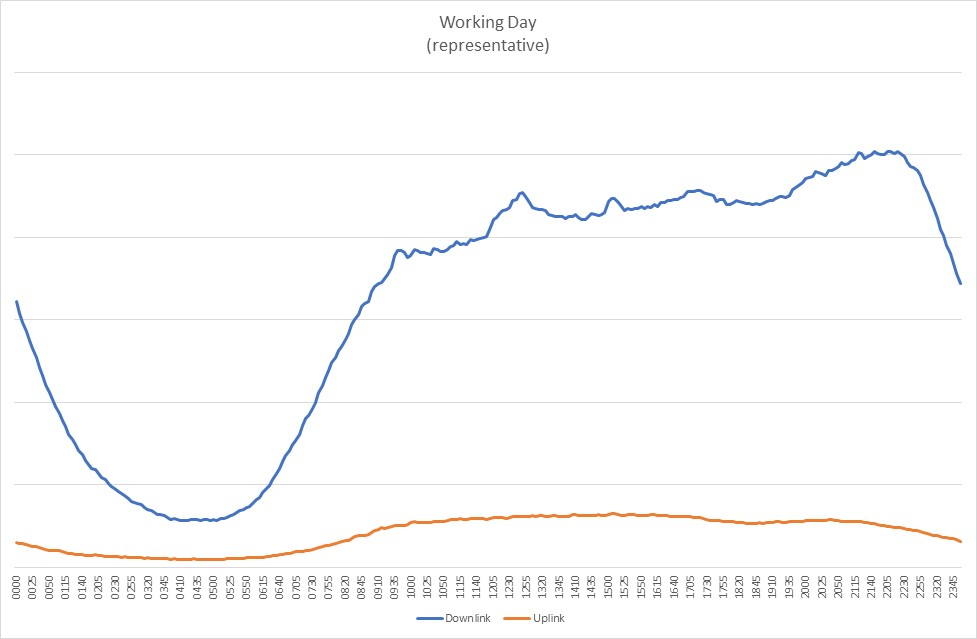 Working Day
(representative)
0000 0025 0050 0115 0140 0205 0230 0255 0320 0345 0410 0435 0500 0525 0550 0615 0640 0705 0730 0755 0820 0845 0910 0935 1000 1025 1050 1115 1140 1205 1230 1255 1320 1345 1410 1435 1500 1525 1550 1615 1640 1705 1730 1755 1820 1845 1910 1935 2000 2025 2050 2115 2140 2205 2230 2255 2320 2345
Downlink Uplink